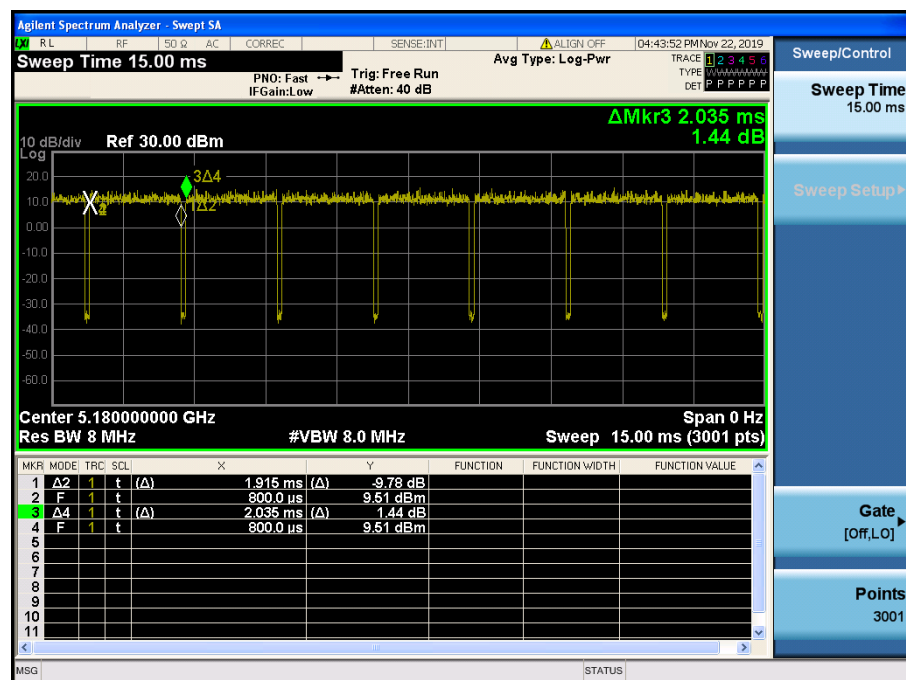 Agilent Spectrum Analyzer - Swept SA
LXI RL RF 50 Ω AC CORREC SENSE:INT ALIGN OFF 04:43:52 PM Nov 22, 2019
Sweep Time 15.00 ms
PNO: Fast
IFGain:Low
Trig: Free Run
#Atten: 40 dB
Avg Type: Log-Pwr
TRACE 1 2 3 4 5 6
TYPE
DET P P P P P P
Sweep/Control
Sweep Time
15.00 ms
Sweep Setup
Gate
[Off,LO]
Points
3001
ΔMkr3 2.035 ms
1.44 dB
10 dB/div Ref 30.00 dBm
Log
20.0
10.0
0.00
-10.0
-20.0
-30.0
-40.0
-50.0
-60.0
3Δ4
1Δ2
Center 5.180000000 GHz Span 0 Hz
Res BW 8 MHz #VBW 8.0 MHz Sweep 15.00 ms (3001 pts)
MKR MODE TRC SCL X Y FUNCTION FUNCTION WIDTH FUNCTION VALUE
1 Δ2 1 t (Δ) 1.915 ms (Δ) -9.78 dB
2 F 1 t 800.0 µs 9.51 dBm
3 Δ4 1 t (Δ) 2.035 ms (Δ) 1.44 dB
4 F 1 t 800.0 µs 9.51 dBm
5
6
7
8
9
10
11
MSG STATUS